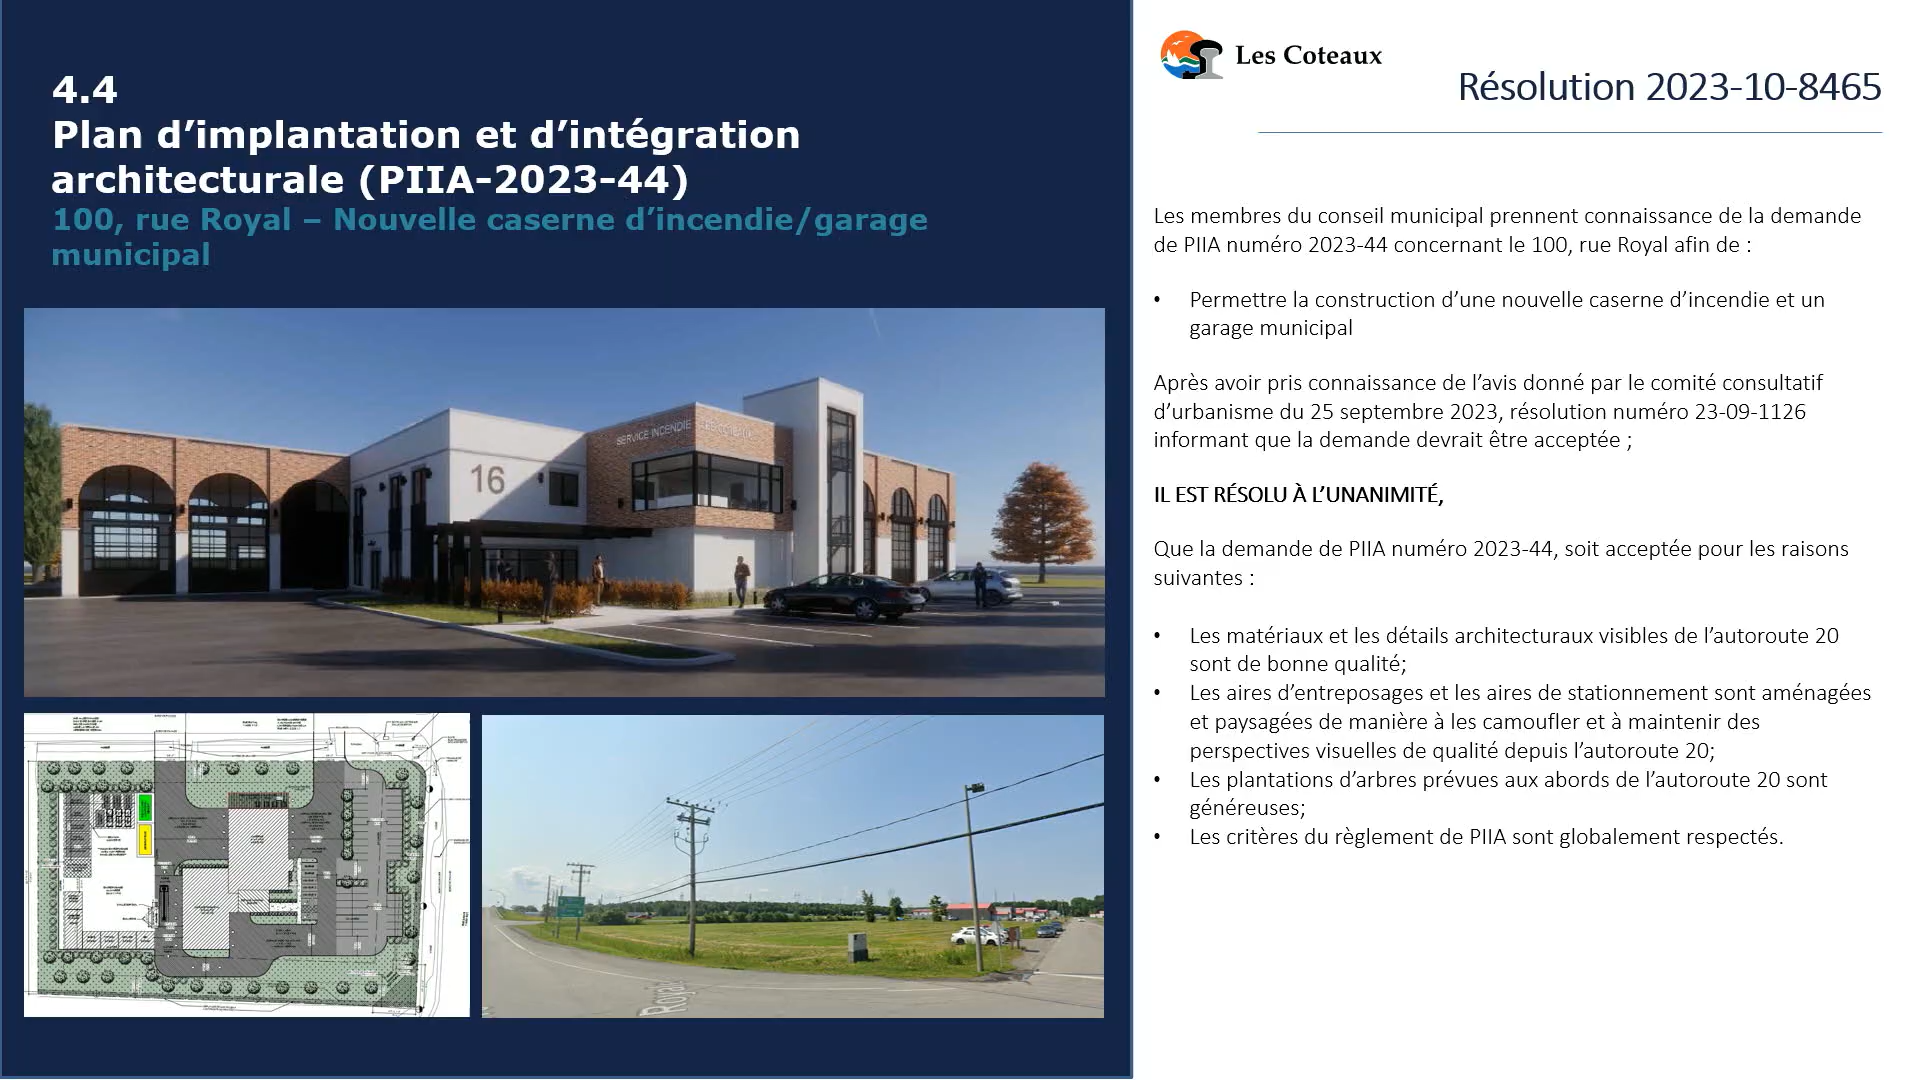 4.4
Plan d’implantation et d’intégration
architecturale (PIIA-2023-44)
100, rue Royal – Nouvelle caserne d’incendie/garage
municipal
SERVICE INCENDIE LES COTEAUX
16
Royal
Les Coteaux
Résolution 2023-10-8465
Les membres du conseil municipal prennent connaissance de la demande
de PIIA numéro 2023-44 concernant le 100, rue Royal afin de :
• Permettre la construction d’une nouvelle caserne d’incendie et un
garage municipal
Après avoir pris connaissance de l’avis donné par le comité consultatif
d’urbanisme du 25 septembre 2023, résolution numéro 23-09-1126
informant que la demande devrait être acceptée ;
IL EST RÉSOLU À L’UNANIMITÉ,
Que la demande de PIIA numéro 2023-44, soit acceptée pour les raisons
suivantes :
• Les matériaux et les détails architecturaux visibles de l’autoroute 20
sont de bonne qualité;
• Les aires d’entreposages et les aires de stationnement sont aménagées
et paysagées de manière à les camoufler et à maintenir des
perspectives visuelles de qualité depuis l’autoroute 20;
• Les plantations d’arbres prévues aux abords de l’autoroute 20 sont
généreuses;
• Les critères du règlement de PIIA sont globalement respectés.